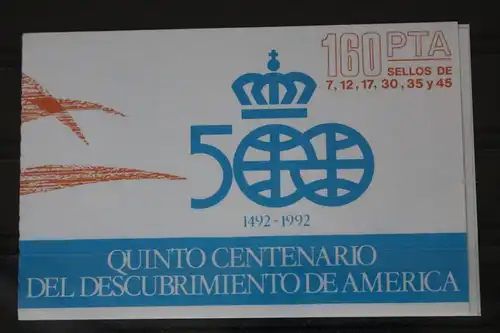 160 PTA
SELLOS DE
7, 12, 17, 30, 35 y 45
500
1492-1992
QUINTO CENTENARIO
DEL DESCUBRIMIENTO DE AMERICA